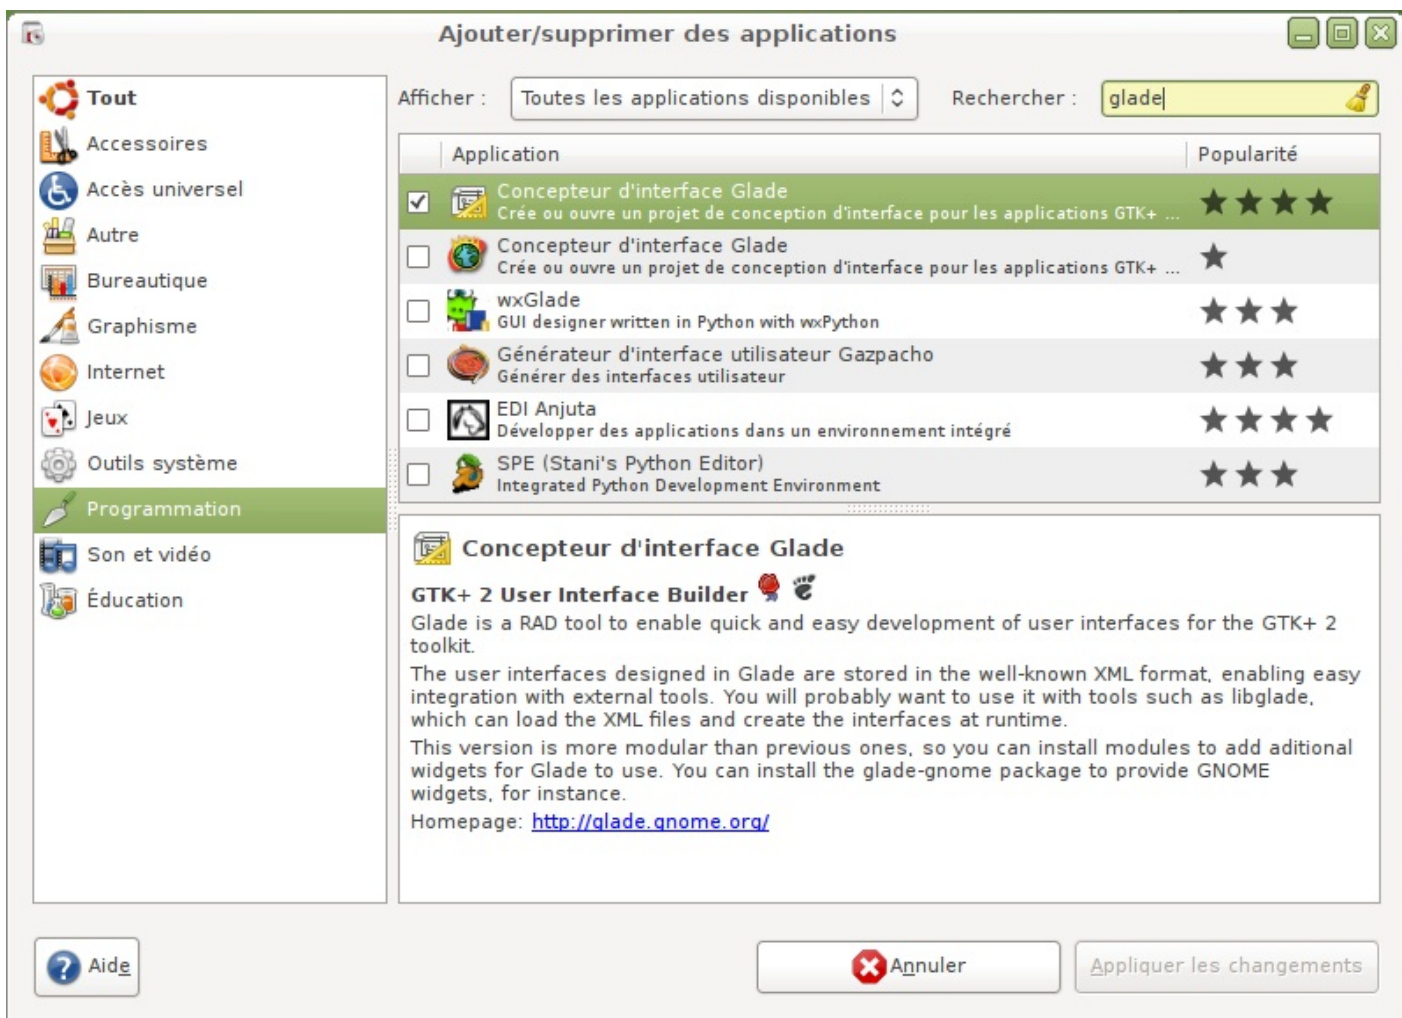 Ajouter/supprimer des applications
Tout
Accessoires
Accès universel
Autre
Bureautique
Graphisme
Internet
Jeux
Outils système
Programmation
Son et vidéo
Éducation
Afficher : Toutes les applications disponibles Rechercher : glade
Application Popularité
Concepteur d'interface Glade
Crée ou ouvre un projet de conception d'interface pour les applications GTK+ ...
Concepteur d'interface Glade
Crée ou ouvre un projet de conception d'interface pour les applications GTK+ ...
wxGlade
GUI designer written in Python with wxPython
Générateur d'interface utilisateur Gazpacho
Générer des interfaces utilisateur
EDI Anjuta
Développer des applications dans un environnement intégré
SPE (Stani's Python Editor)
Integrated Python Development Environment
Concepteur d'interface Glade
GTK+ 2 User Interface Builder
Glade is a RAD tool to enable quick and easy development of user interfaces for the GTK+ 2
toolkit.
The user interfaces designed in Glade are stored in the well-known XML format, enabling easy
integration with external tools. You will probably want to use it with tools such as libglade,
which can load the XML files and create the interfaces at runtime.
This version is more modular than previous ones, so you can install modules to add aditional
widgets for Glade to use. You can install the glade-gnome package to provide GNOME
widgets, for instance.
Homepage: http://glade.gnome.org/
Aide Annuler Appliquer les changements